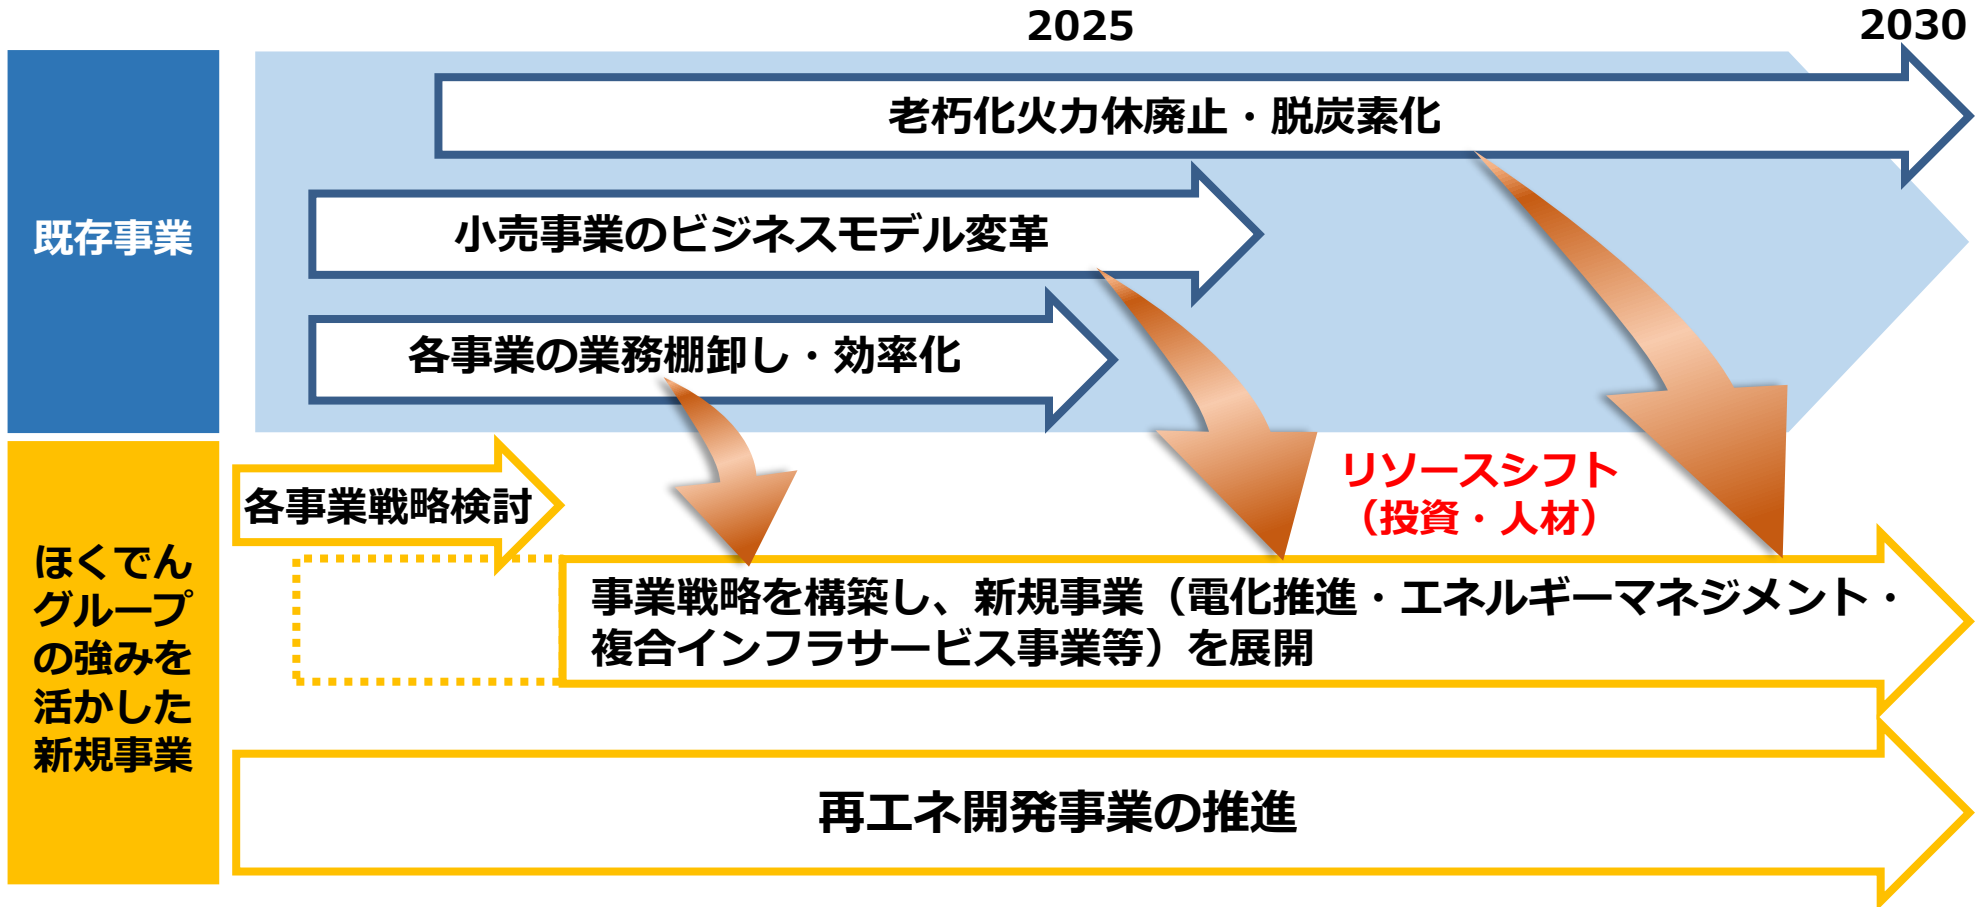 2025
2030
既存事業
老朽化火力休廃止・脱炭素化
小売事業のビジネスモデル変革
各事業の業務棚卸し・効率化
リソースシフト
（投資・人材）
ほくでん
グループ
の強みを
活かした
新規事業
各事業戦略検討
事業戦略を構築し、新規事業（電化推進・エネルギーマネジメント・
複合インフラサービス事業等）を展開
再エネ開発事業の推進